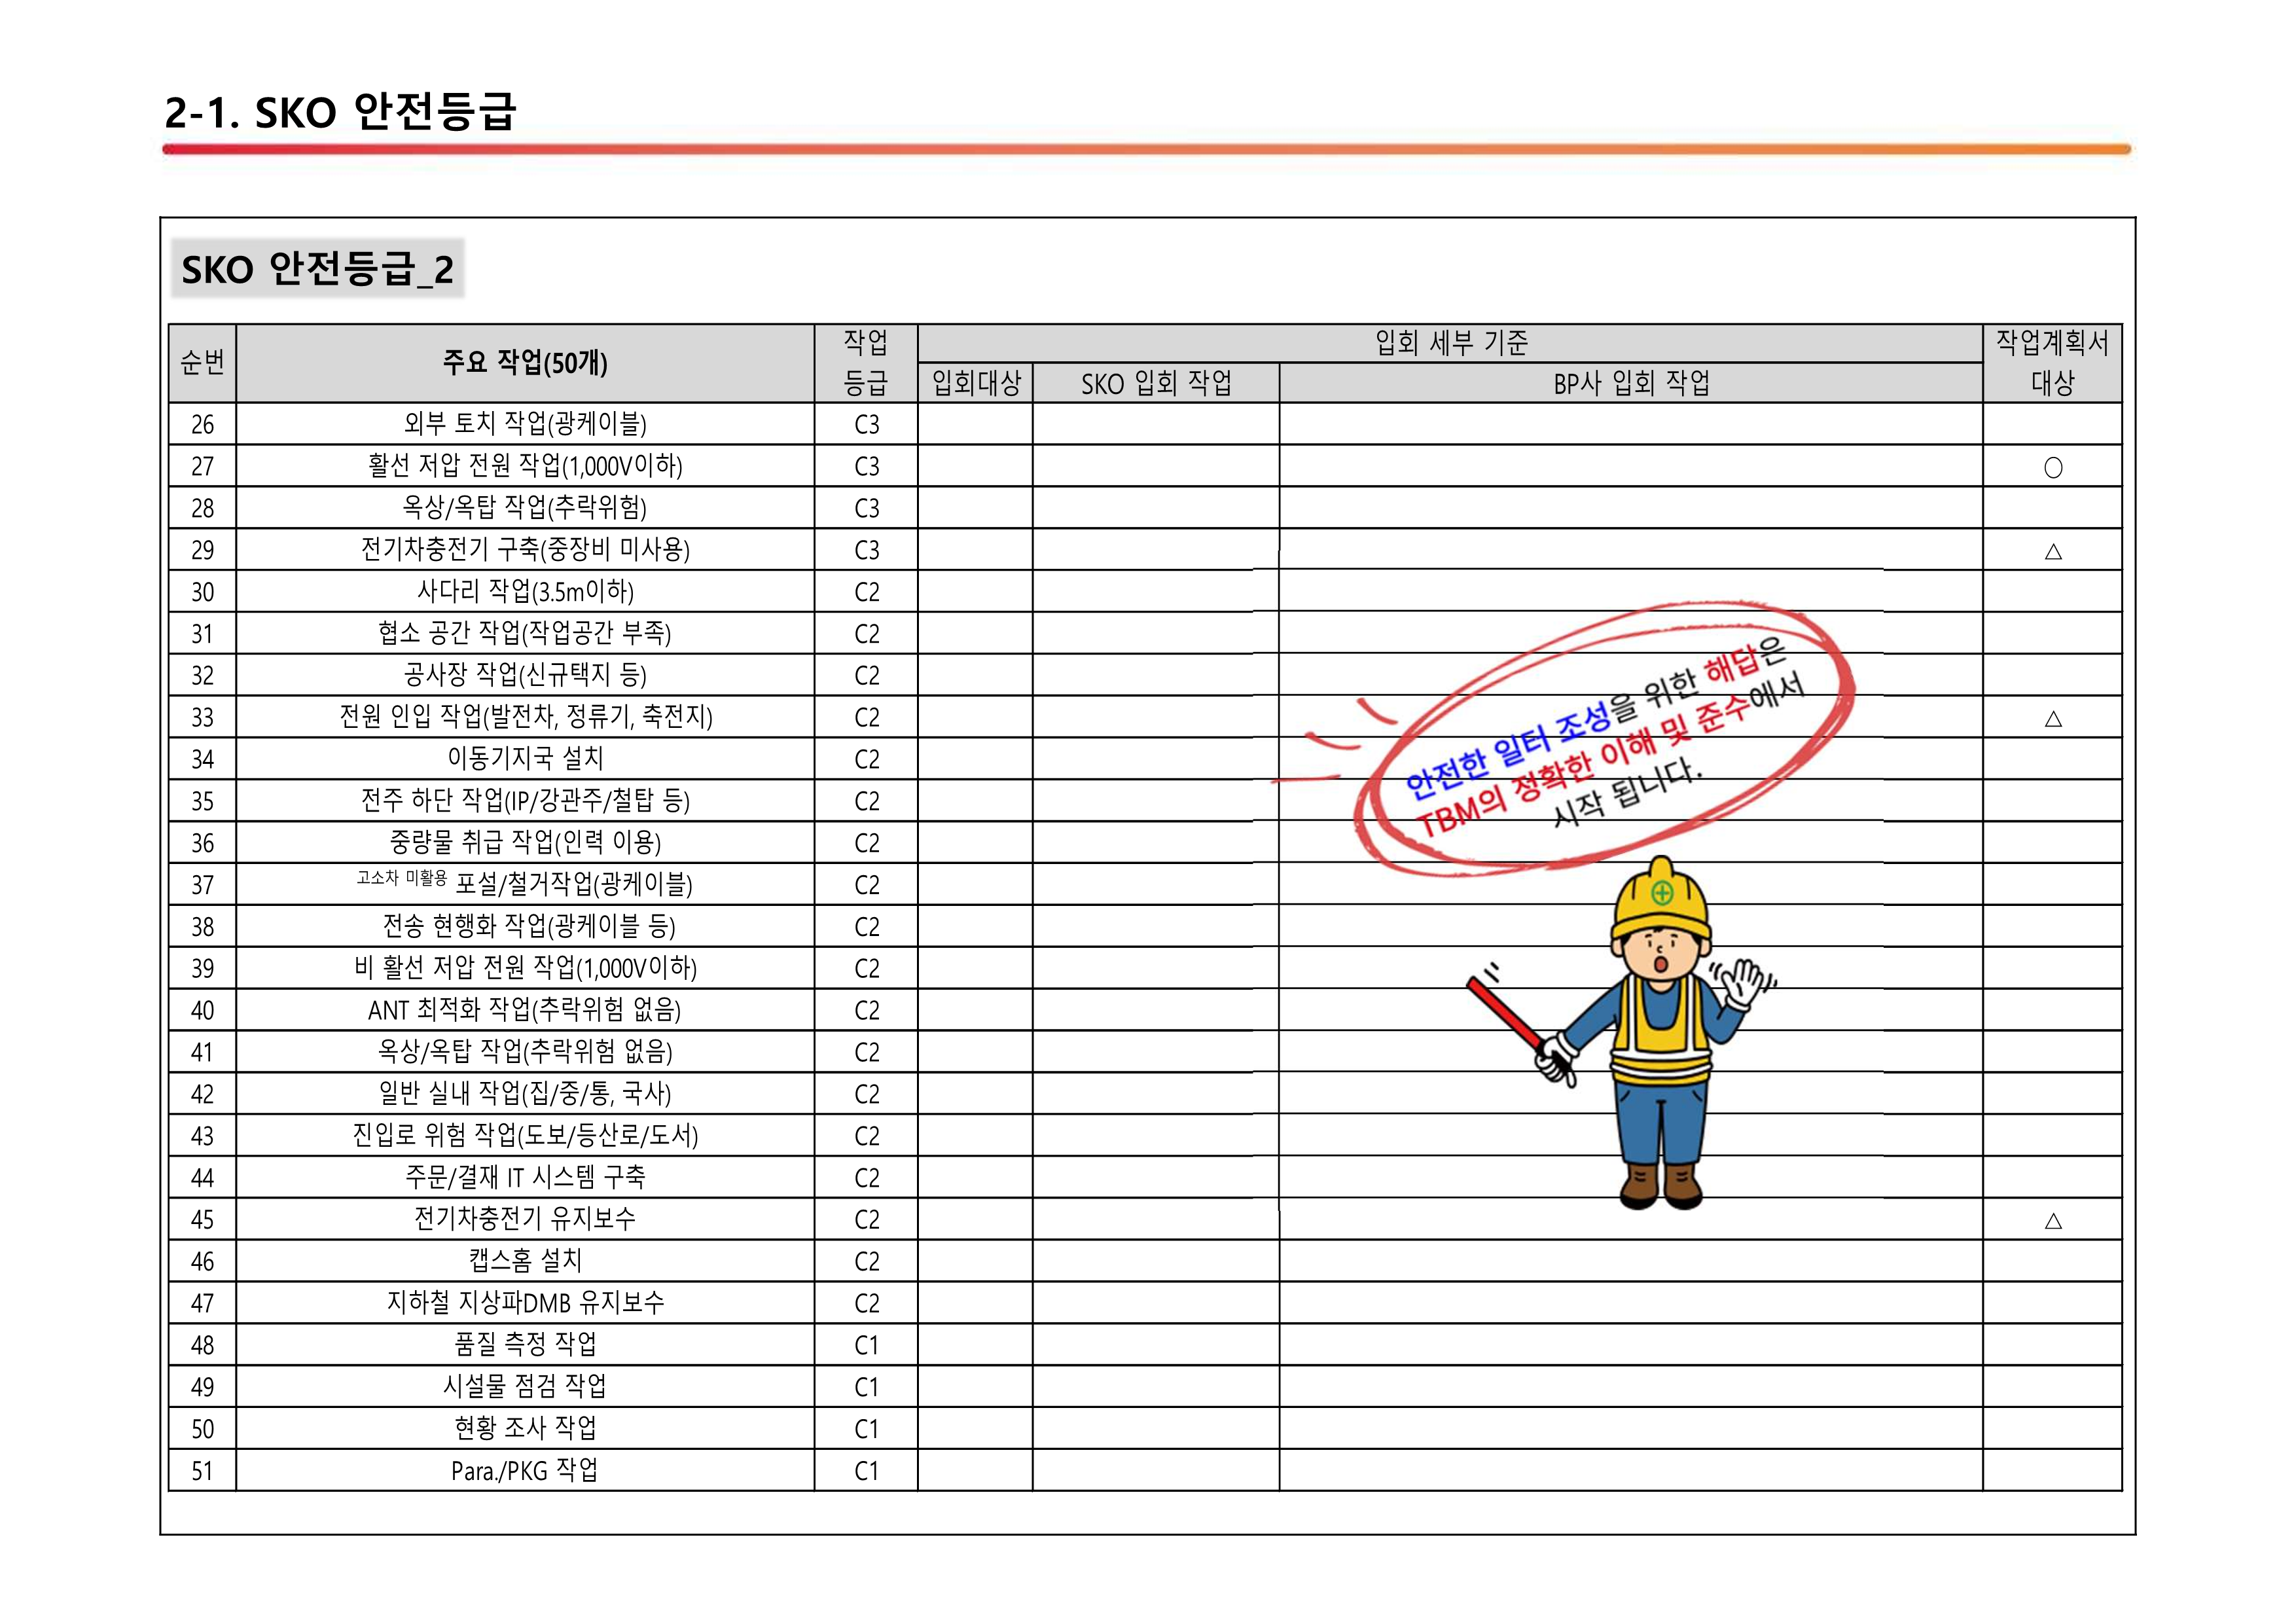 2-1. SKO 안전등급
SKO 안전등급_2
순번 주요 작업(50개) 작업 등급 입회 세부 기준 작업계획서 대상
입회대상 SKO 입회 작업 BP사 입회 작업
26 외부 토치 작업(광케이블) C3
27 활선 저압 전원 작업(1,000V이하) C3 ○
28 옥상/옥탑 작업(추락위험) C3
29 전기차충전기 구축(중장비 미사용) C3 △
30 사다리 작업(3.5m이하) C2
31 협소 공간 작업(작업공간 부족) C2
32 공사장 작업(신규택지 등) C2
33 전원 인입 작업(발전차, 정류기, 축전지) C2 △
34 이동기지국 설치 C2
35 전주 하단 작업(IP/강관주/철탑 등) C2
36 중량물 취급 작업(인력 이용) C2
37 고소차 미활용 포설/철거작업(광케이블) C2
38 전송 현행화 작업(광케이블 등) C2
39 비 활선 저압 전원 작업(1,000V이하) C2
40 ANT 최적화 작업(추락위험 없음) C2
41 옥상/옥탑 작업(추락위험 없음) C2
42 일반 실내 작업(집/중/통, 국사) C2
43 진입로 위험 작업(도보/등산로/도서) C2
44 주문/결재 IT 시스템 구축 C2
45 전기차충전기 유지보수 C2 △
46 캡스홈 설치 C2
47 지하철 지상파DMB 유지보수 C2
48 품질 측정 작업 C1
49 시설물 점검 작업 C1
50 현황 조사 작업 C1
51 Para./PKG 작업 C1
안전한 일터 조성을 위한 해답은
TBM의 정확한 이해 및 준수에서
시작 됩니다.